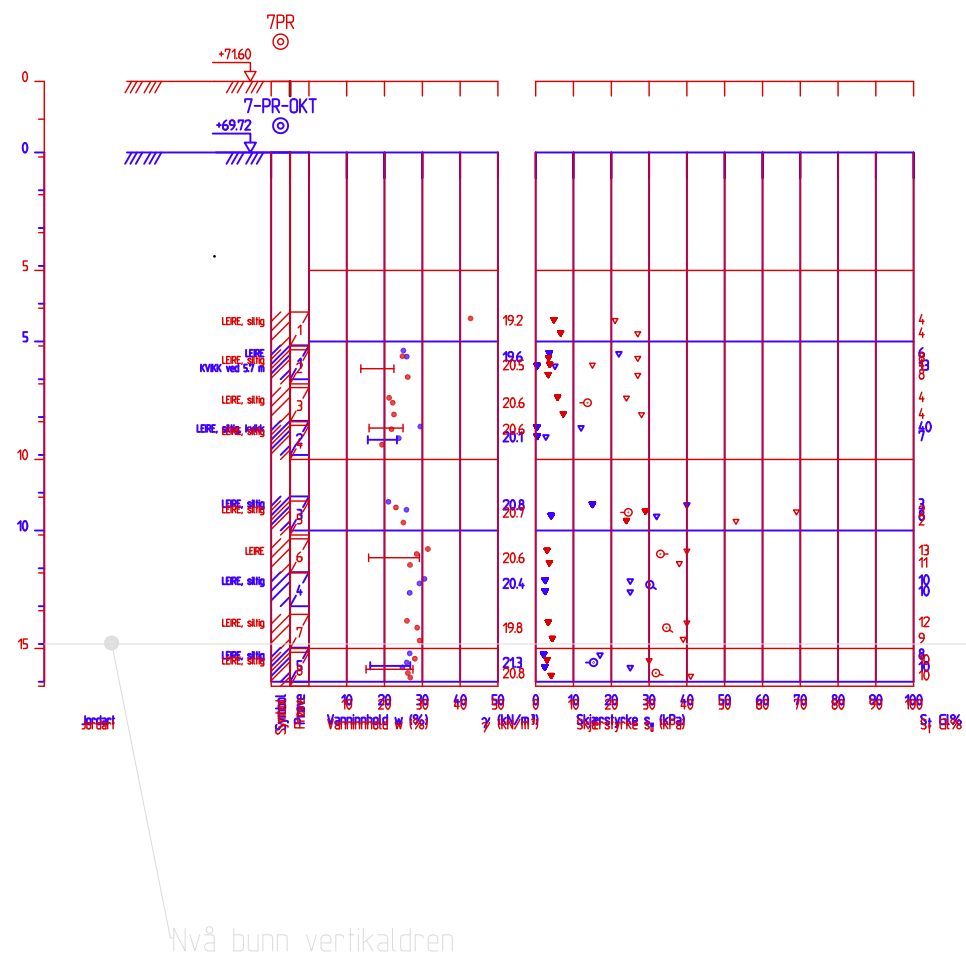 7PR
+71.60
0
7-PR-OKT
+69.72
0
5
LEIRE, siltig 1 19.2 4
4
5
LEIRE 19.6 6
LEIRE, siltig
KVIKK ved 5.7 m 2 20.5 13
8
LEIRE, siltig 3 20.6 4
4
LEIRE, siltig, kvikk 20.6 40
2 20.1 7
4
10
LEIRE, siltig 20.8
LEIRE, siltig 3 20.7
2
10
LEIRE 6 20.6 13
11
LEIRE, siltig 4 20.4 10
10
LEIRE, siltig 7 19.8 12
9
15
LEIRE, siltig 5 21.3
LEIRE, siltig 20.8 10
10 20 30 40 50 0 10 20 30 40 50 60 70 80 90 100
Jordart Symbol Prøve Vanninnhold w (%) γ (kN/m³) Skjærstyrke (kPa)
Nvå bunn vertikaldren